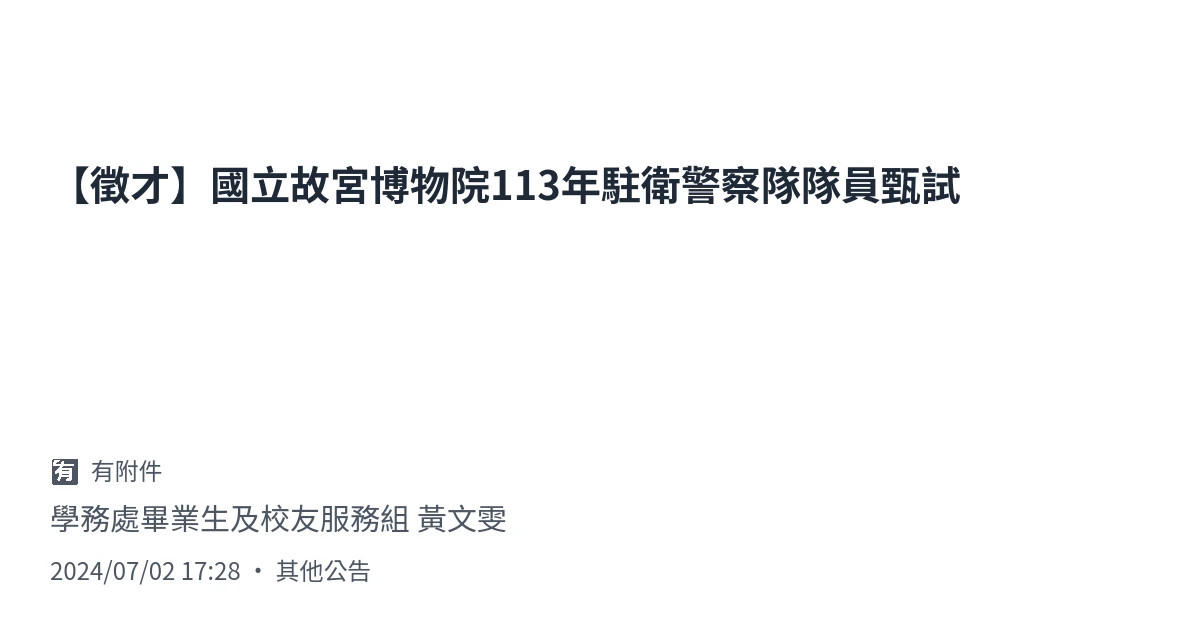 【徵才】國立故宮博物院113年駐衛警察隊隊員甄試
有 有附件
學務處畢業生及校友服務組 黃文雯
2024/07/02 17:28 • 其他公告